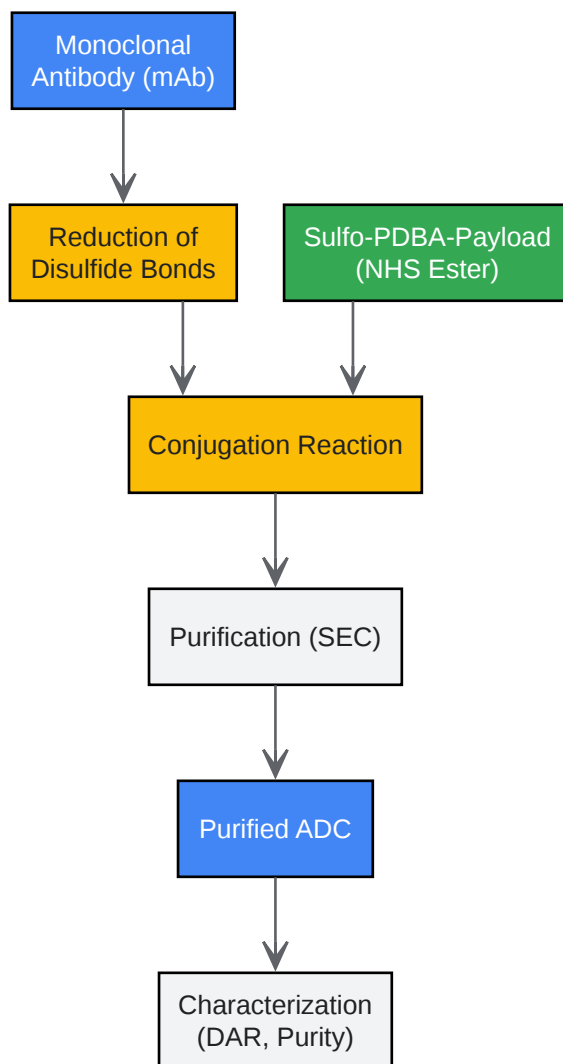 Monoclonal
Antibody (mAb)
Reduction of
Disulfide Bonds
Sulfo-PDBA-Payload
(NHS Ester)
Conjugation Reaction
Purification (SEC)
Purified ADC
Characterization
(DAR, Purity)